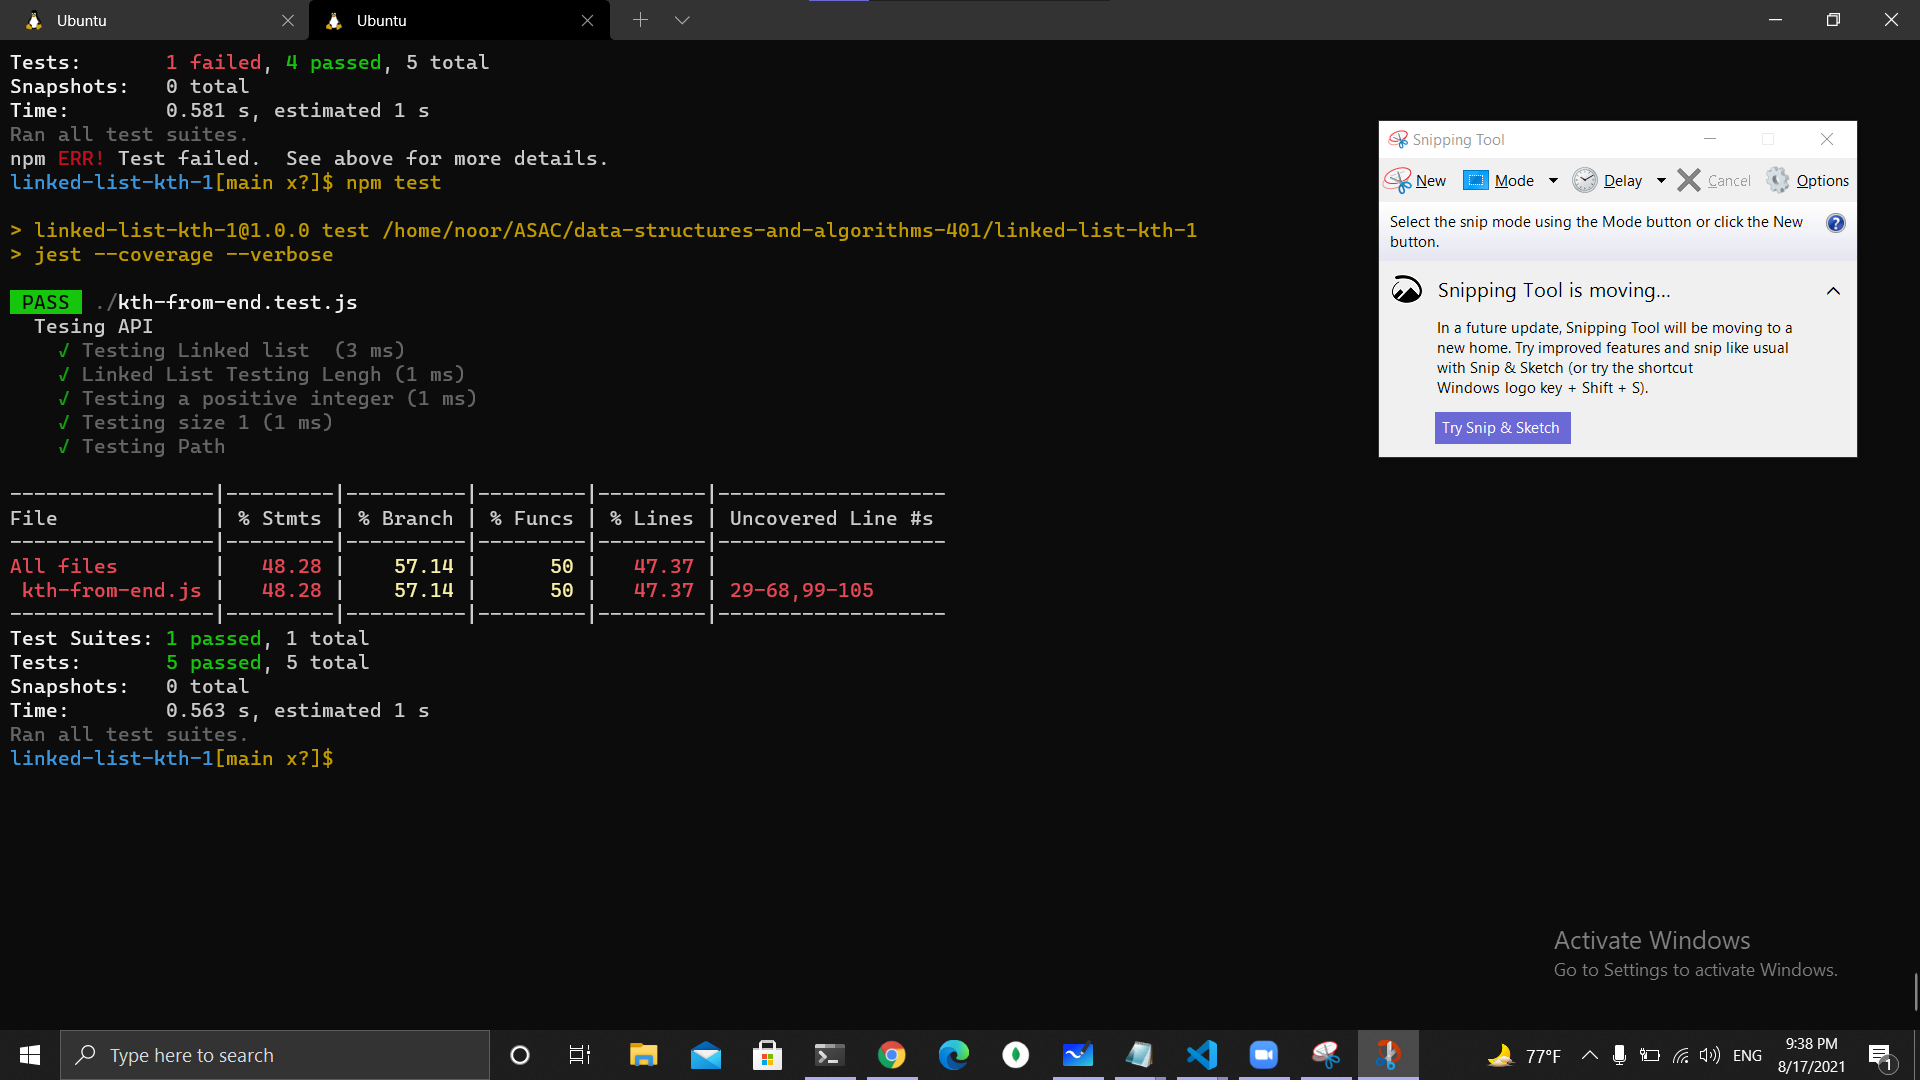 Ubuntu
Ubuntu
Tests:       1 failed, 4 passed, 5 total
Snapshots:   0 total
Time:        0.581 s, estimated 1 s
Ran all test suites.
npm ERR! Test failed.  See above for more details.
linked-list-kth-1[main x?]$ npm test
> linked-list-kth-1@1.0.0 test /home/noor/ASAC/data-structures-and-algorithms-401/linked-list-kth-1
> jest --coverage --verbose
PASS ./kth-from-end.test.js
Tesing API
√ Testing Linked list  (3 ms)
√ Linked List Testing Lengh (1 ms)
√ Testing a positive integer (1 ms)
√ Testing size 1 (1 ms)
√ Testing Path
-----------------|---------|----------|---------|---------|-------------------
File             | % Stmts | % Branch | % Funcs | % Lines | Uncovered Line #s
-----------------|---------|----------|---------|---------|-------------------
All files        |   48.28 |    57.14 |      50 |   47.37 |
kth-from-end.js |   48.28 |    57.14 |      50 |   47.37 | 29-68,99-105
-----------------|---------|----------|---------|---------|-------------------
Test Suites: 1 passed, 1 total
Tests:       5 passed, 5 total
Snapshots:   0 total
Time:        0.563 s, estimated 1 s
Ran all test suites.
linked-list-kth-1[main x?]$
Snipping Tool
New Mode Delay Cancel Options
Select the snip mode using the Mode button or click the New
button.
Snipping Tool is moving...
In a future update, Snipping Tool will be moving to a
new home. Try improved features and snip like usual
with Snip & Sketch (or try the shortcut
Windows logo key + Shift + S).
Try Snip & Sketch
Activate Windows
Go to Settings to activate Windows.
Type here to search
77°F
ENG
9:38 PM
8/17/2021
1